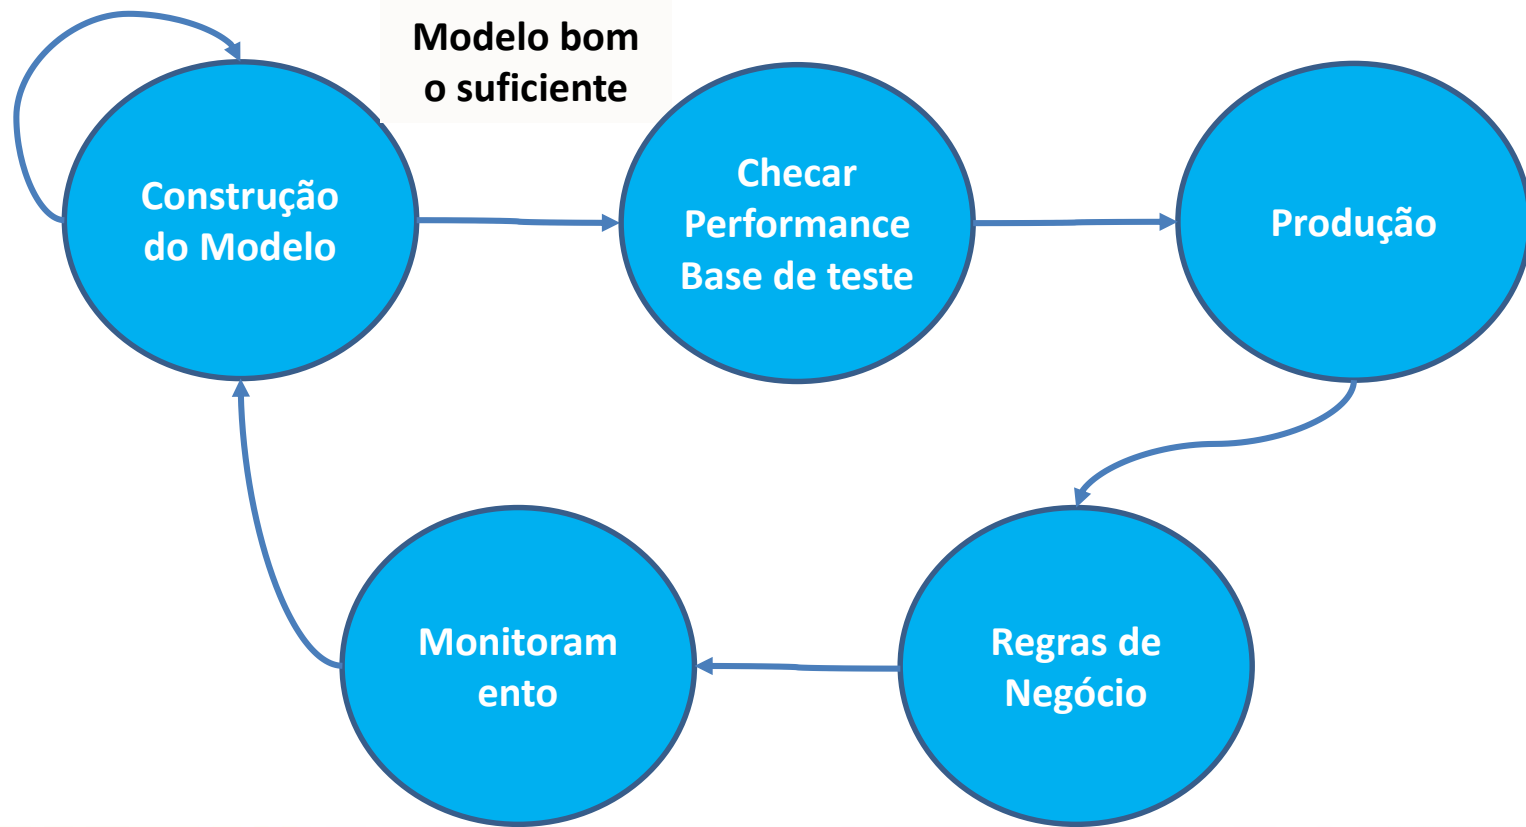 Modelo bom
o suficiente
Construção
do Modelo
Checar
Performance
Base de teste
Produção
Monitoram
ento
Regras de
Negócio